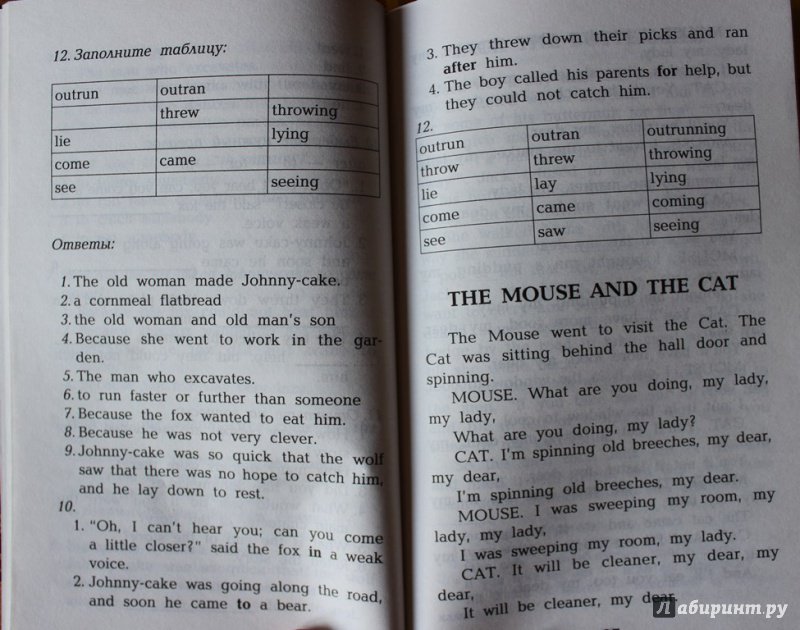 12. Заполните таблицу:
outrun outran
threw throwing
lie lying
come came
see seeing
Ответы:
1. The old woman made Johnny-cake.
2. a cornmeal flatbread
3. the old woman and old man's son
4. Because she went to work in the gar-
den.
5. The man who excavates.
6. to run faster or further than someone
7. Because the fox wanted to eat him.
8. Because he was not very clever.
9. Johnny-cake was so quick that the wolf
saw that there was no hope to catch him,
and he lay down to rest.
10.
1. "Oh, I can't hear you; can you come
a little closer?" said the fox in a weak
voice.
2. Johnny-cake was going along the road,
and soon he came to a bear.
3. They threw down their picks and ran
after him.
4. The boy called his parents for help, but
they could not catch him.
12.
outrun outran outrunning
throw threw throwing
lie lay lying
come came coming
see saw seeing
THE MOUSE AND THE CAT
The Mouse went to visit the Cat. The
Cat was sitting behind the hall door and
spinning.
MOUSE. What are you doing, my lady,
my lady,
What are you doing, my lady?
CAT. I'm spinning old breeches, my dear,
my dear,
I'm spinning old breeches, my dear.
MOUSE. I was sweeping my room, my
lady, my lady,
I was sweeping my room, my lady.
CAT. It will be cleaner, my dear, my
dear,
It will be cleaner, my dear.
Лабиринт.ру